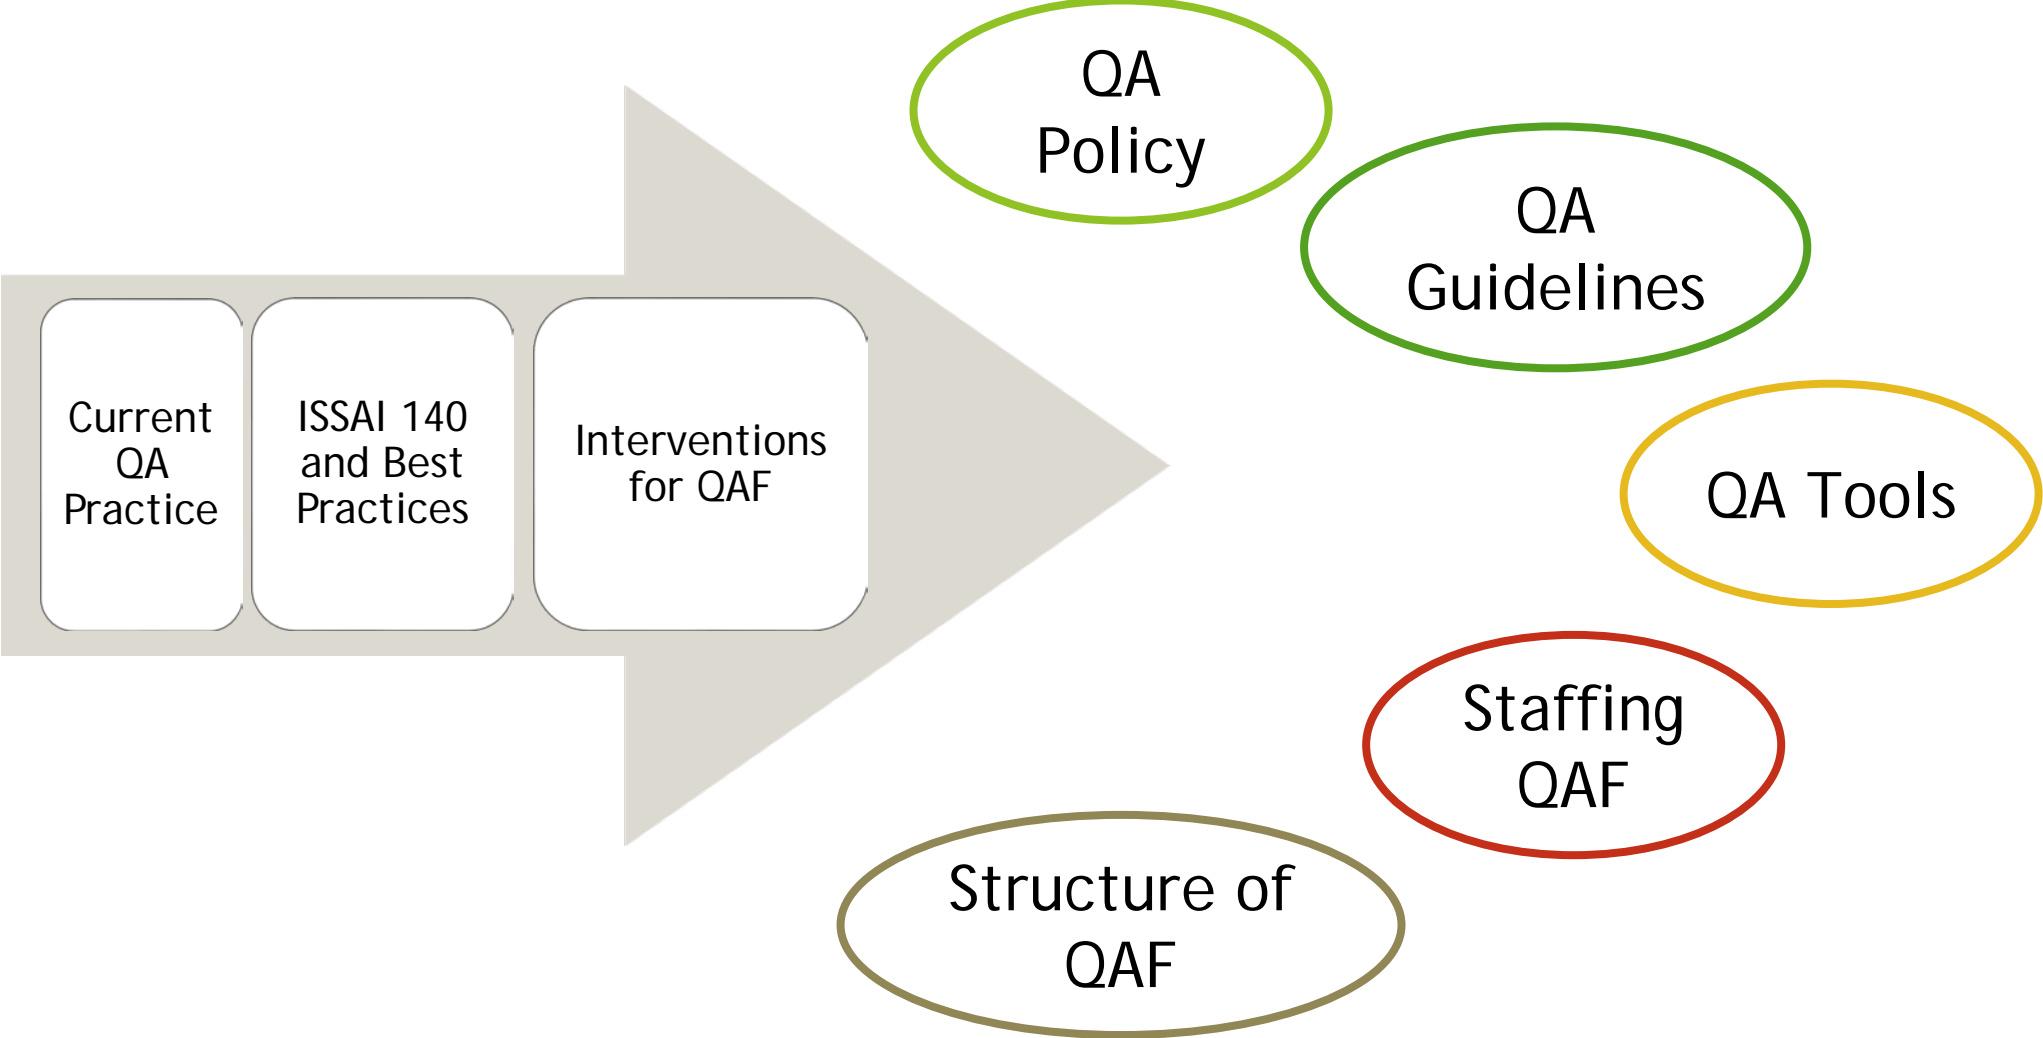 Current
QA
Practice
ISSAI 140
and Best
Practices
Interventions
for QAF
QA
Policy
QA
Guidelines
QA Tools
Staffing
QAF
Structure of
QAF